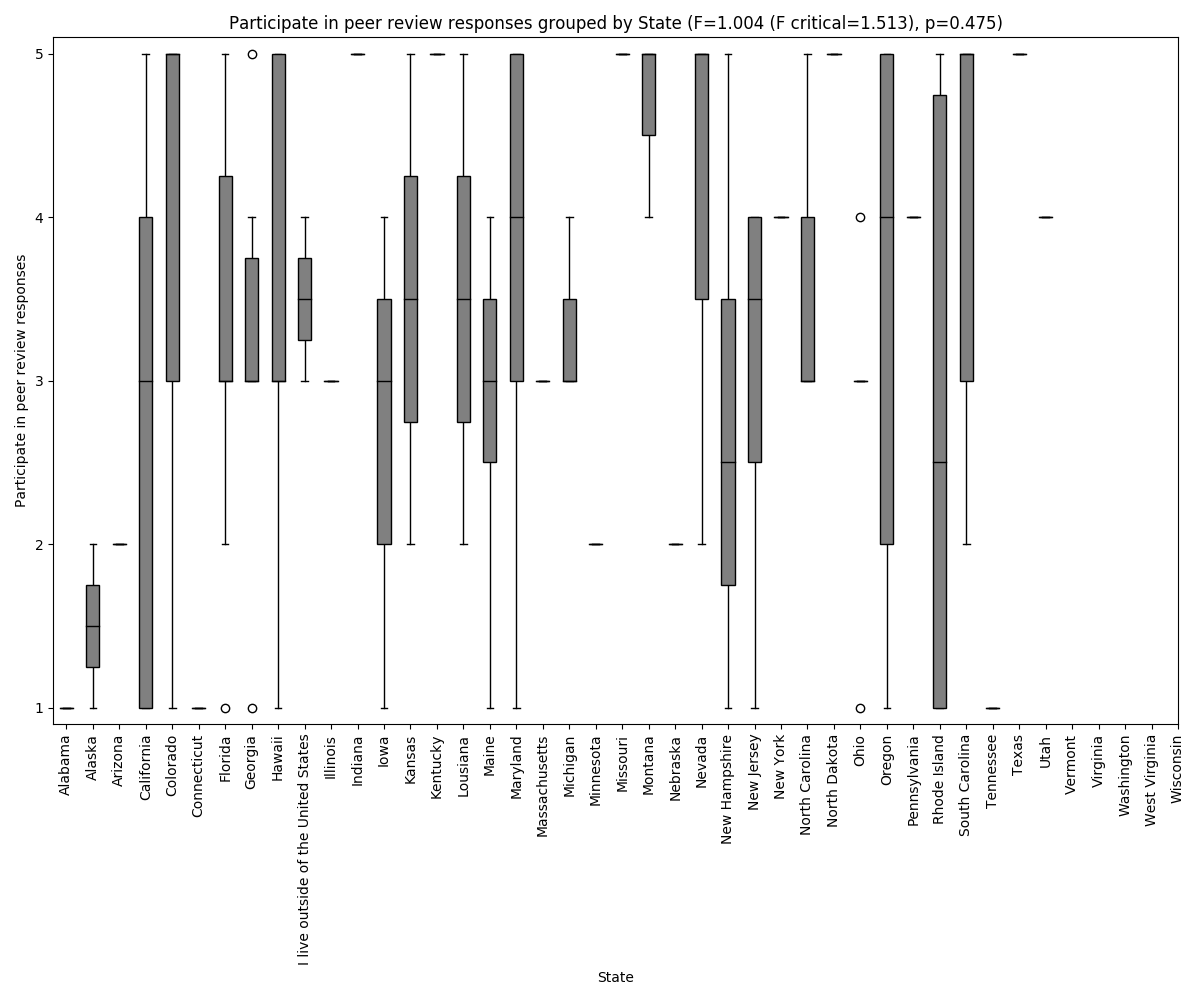 Participate in peer review responses grouped by State (F=1.004 (F critical=1.513), p=0.475)
Participate in peer review responses
5
4
3
2
1
Alabama
Alaska
Arizona
California
Colorado
Connecticut
Florida
Georgia
Hawaii
I live outside of the United States
Illinois
Indiana
Iowa
Kansas
Kentucky
Lousiana
Maine
Maryland
Massachusetts
Michigan
Minnesota
Missouri
Montana
Nebraska
Nevada
New Hampshire
New Jersey
New York
North Carolina
North Dakota
Ohio
Oregon
Pennsylvania
Rhode Island
South Carolina
Tennessee
Texas
Utah
Vermont
Virginia
Washington
West Virginia
Wisconsin
State